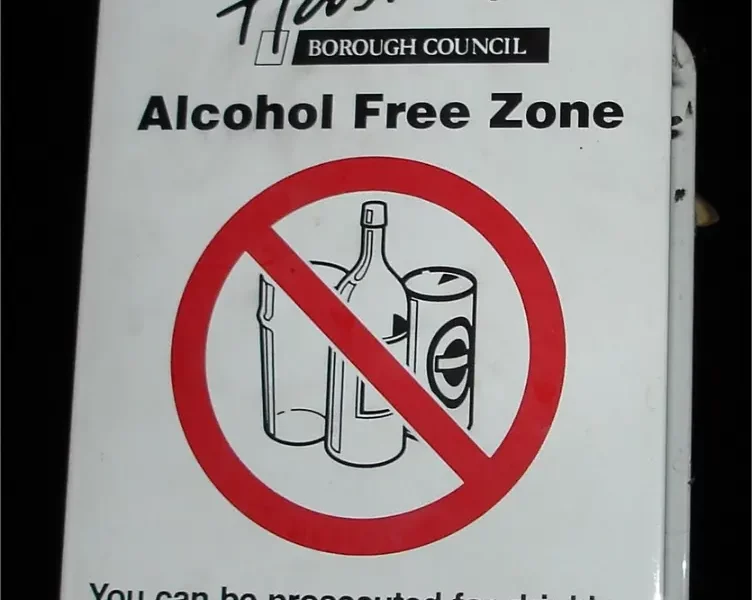 BOROUGH COUNCIL
Alcohol Free Zone
You can be prosecuted for